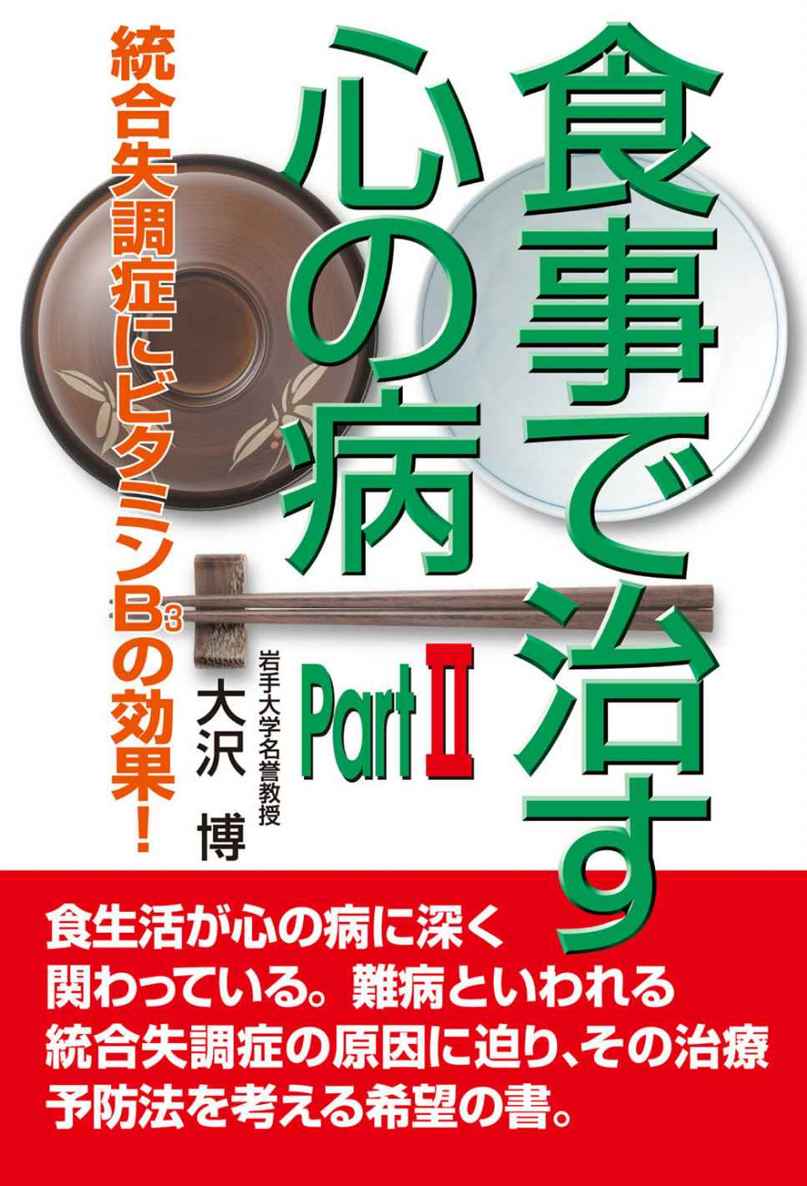 食事で治す
心の病
Part Ⅱ
岩手大学名誉教授
大沢 博
統合失調症にビタミンB₃の効果！
食生活が心の病に深く
関わっている。難病といわれる
統合失調症の原因に迫り、その治療
予防法を考える希望の書。